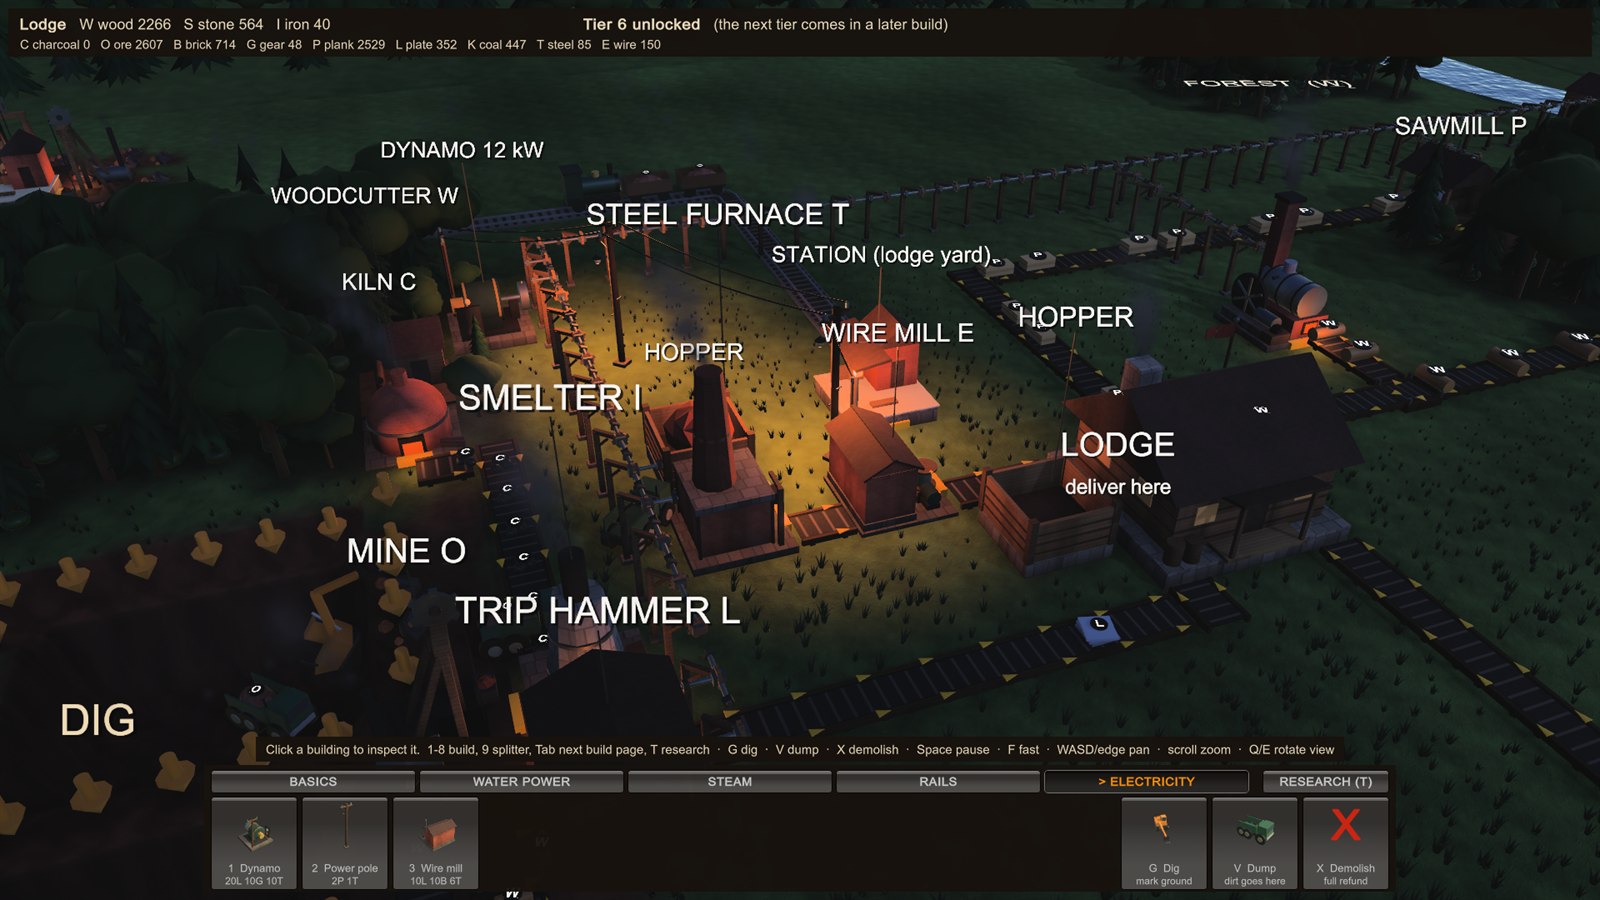 Lodge W wood 2266 S stone 564 I iron 40
Tier 6 unlocked (the next tier comes in a later build)
C charcoal 0 O ore 2607 B brick 714 G gear 48 P plank 2529 L plate 352 K coal 447 T steel 85 E wire 150
FOREST (W)
SAWMILL P
DYNAMO 12 kW
WOODCUTTER W
STEEL FURNACE T
STATION (lodge yard)
KILN C
HOPPER
WIRE MILL E
HOPPER
SMELTER I
LODGE
deliver here
MINE O
TRIP HAMMER L
DIG
Click a building to inspect it. 1-8 build, 9 splitter, Tab next build page, T research · G dig · V dump · X demolish · Space pause · F fast · WASD/edge pan · scroll zoom · Q/E rotate view
BASICS
WATER POWER
STEAM
RAILS
> ELECTRICITY
RESEARCH (T)
1 Dynamo
20L 10G 10T
2 Power pole
2P 1T
3 Wire mill
10L 10B 6T
G Dig
mark ground
V Dump
dirt goes here
X Demolish
full refund